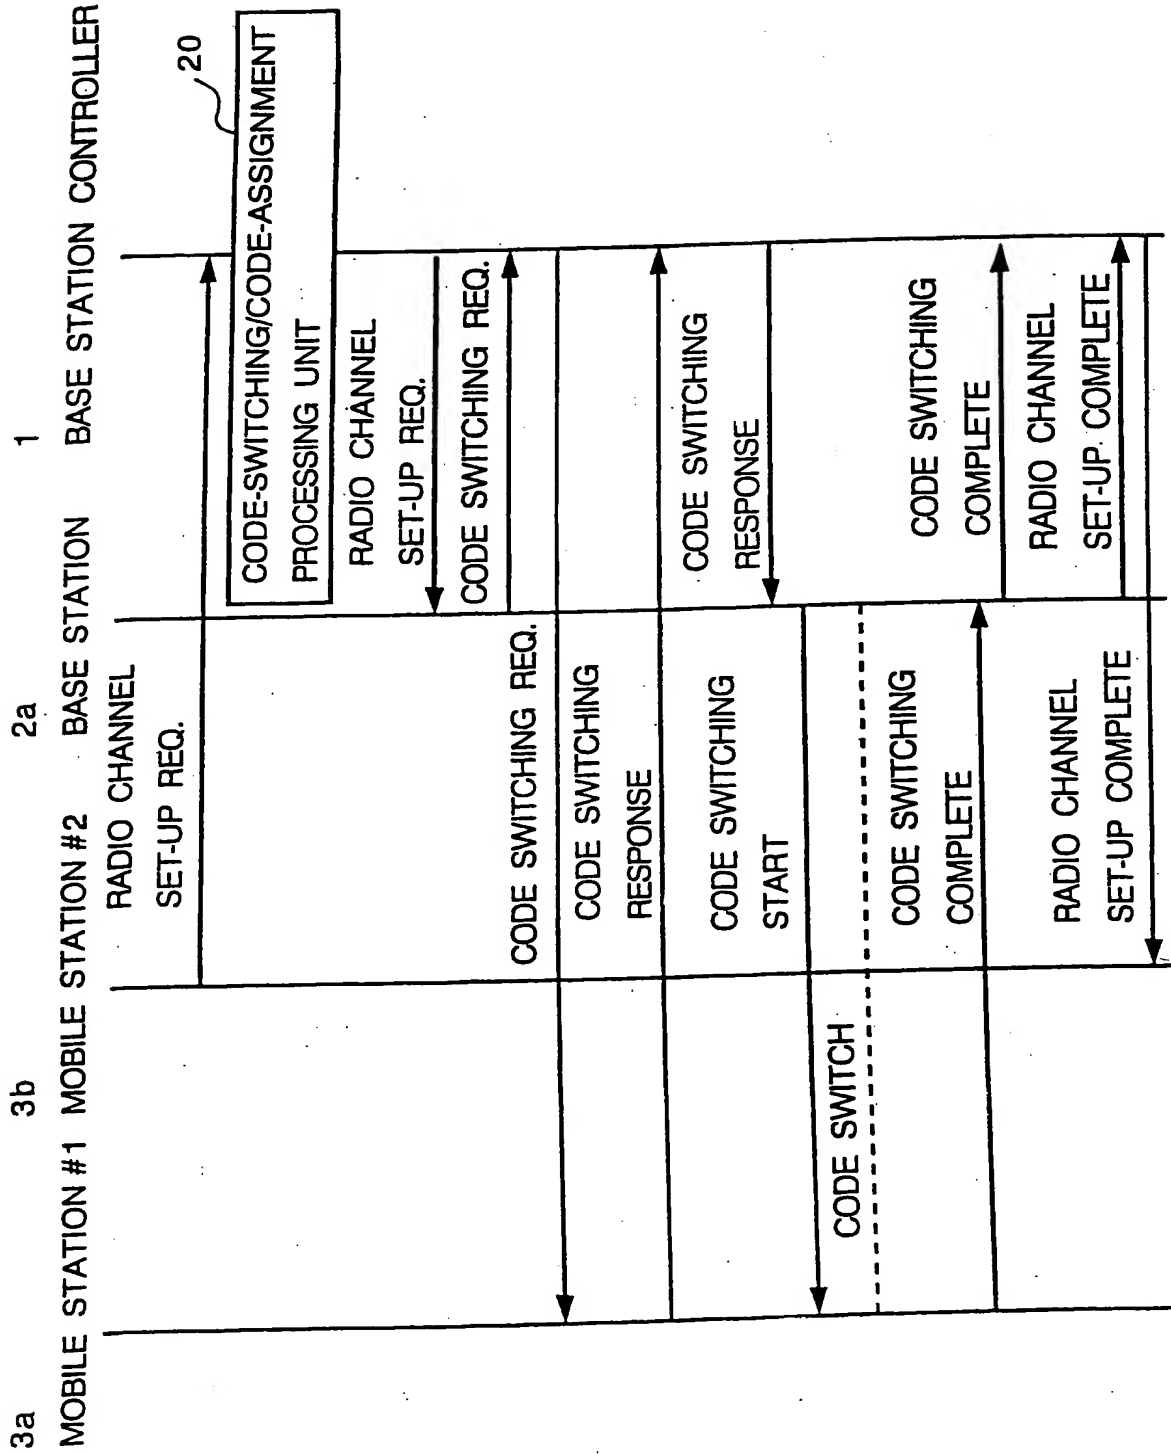 3a 3b 2a 1
MOBILE STATION #1 MOBILE STATION #2 BASE STATION BASE STATION CONTROLLER
RADIO CHANNEL
SET-UP REQ.
20
CODE-SWITCHING/CODE-ASSIGNMENT
PROCESSING UNIT
RADIO CHANNEL
SET-UP REQ.
CODE SWITCHING REQ.
CODE SWITCHING REQ.
CODE SWITCHING
RESPONSE
CODE SWITCHING
RESPONSE
CODE SWITCHING
START
CODE SWITCH
CODE SWITCHING
COMPLETE
CODE SWITCHING
COMPLETE
RADIO CHANNEL
SET-UP COMPLETE
RADIO CHANNEL
SET-UP COMPLETE